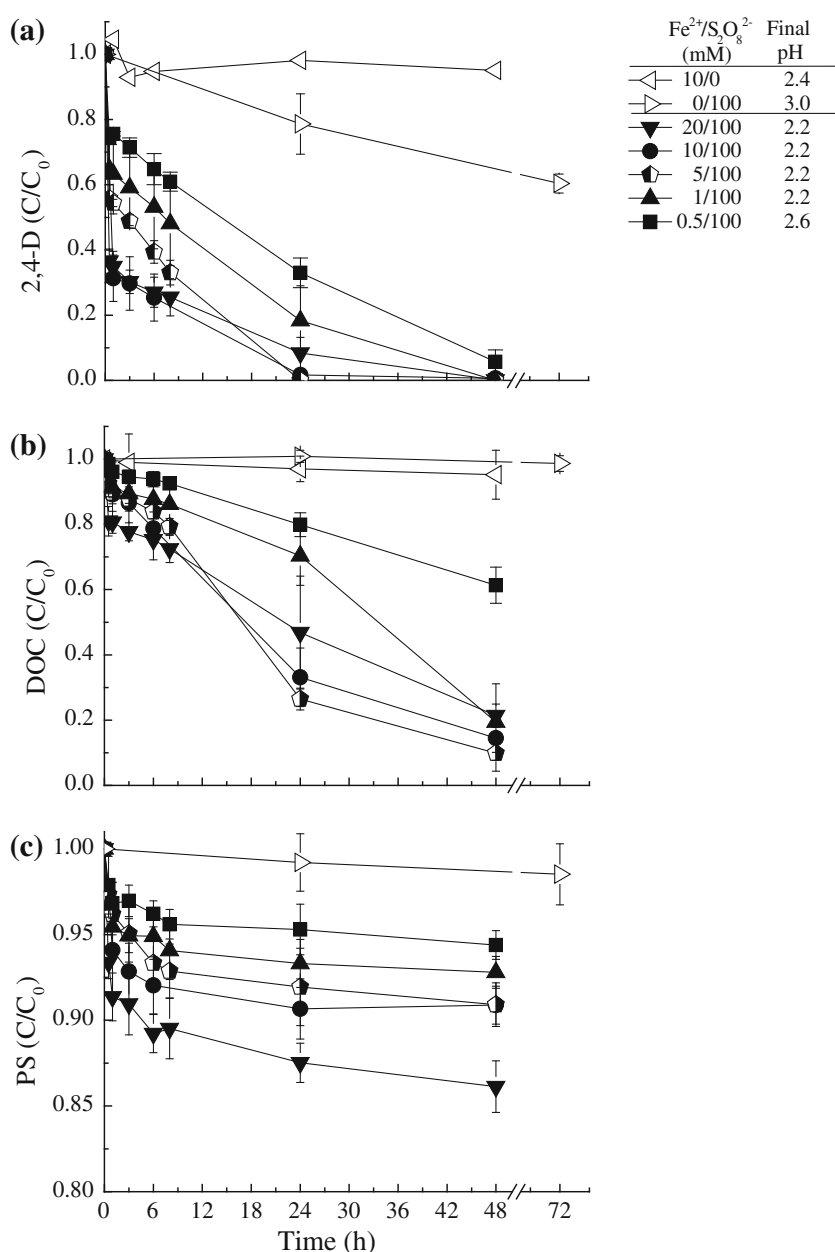 (a)
2,4-D (C/C₀)
1.0
0.8
0.6
0.4
0.2
0.0
Fe²⁺/S₂O₈²⁻ Final
(mM) pH
10/0 2.4
0/100 3.0
20/100 2.2
10/100 2.2
5/100 2.2
1/100 2.2
0.5/100 2.6
(b)
DOC (C/C₀)
1.0
0.8
0.6
0.4
0.2
0.0
(c)
PS (C/C₀)
1.00
0.95
0.90
0.85
0.80
0 6 12 18 24 30 36 42 48 72
Time (h)